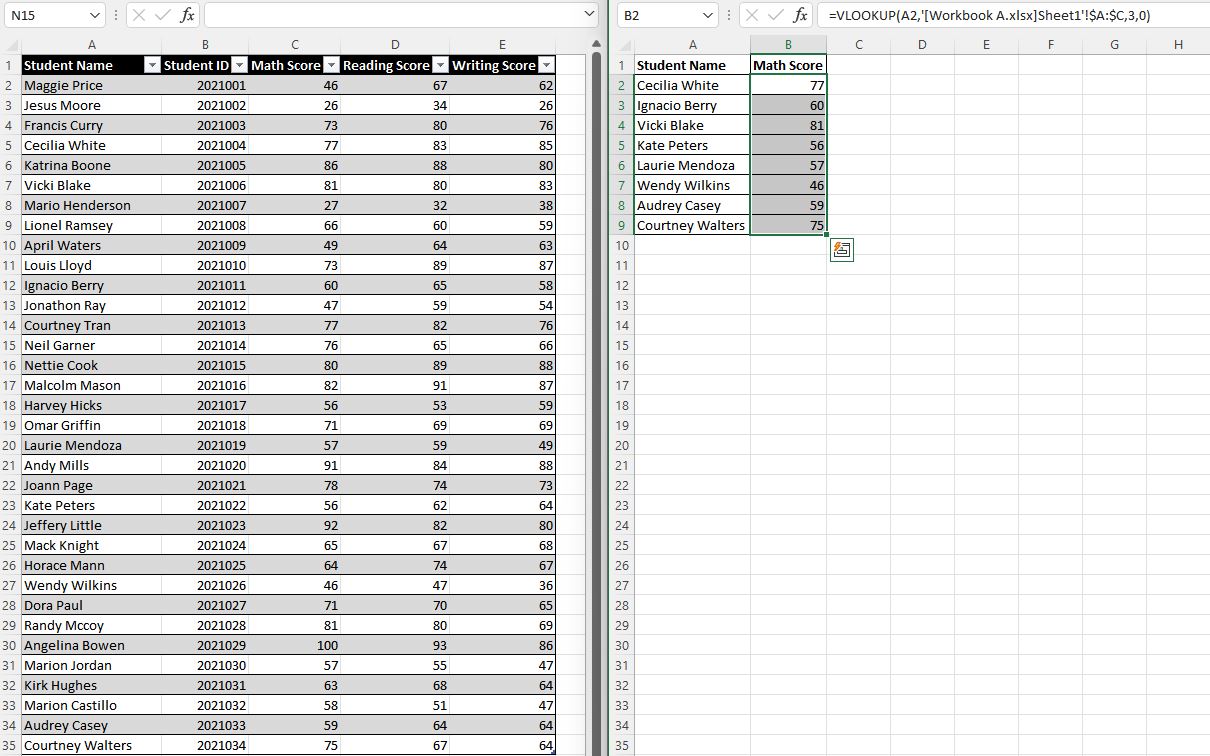 N15 fx
A B C D E
1 Student Name Student ID Math Score Reading Score Writing Score
2 Maggie Price 2021001 46 67 62
3 Jesus Moore 2021002 26 34 26
4 Francis Curry 2021003 73 80 76
5 Cecilia White 2021004 77 83 85
6 Katrina Boone 2021005 86 88 80
7 Vicki Blake 2021006 81 80 83
8 Mario Henderson 2021007 27 32 38
9 Lionel Ramsey 2021008 66 60 59
10 April Waters 2021009 49 64 63
11 Louis Lloyd 2021010 73 89 87
12 Ignacio Berry 2021011 60 65 58
13 Jonathon Ray 2021012 47 59 54
14 Courtney Tran 2021013 77 82 76
15 Neil Garner 2021014 76 65 66
16 Nettie Cook 2021015 80 89 88
17 Malcolm Mason 2021016 82 91 87
18 Harvey Hicks 2021017 56 53 59
19 Omar Griffin 2021018 71 69 69
20 Laurie Mendoza 2021019 57 59 49
21 Andy Mills 2021020 91 84 88
22 Joann Page 2021021 78 74 73
23 Kate Peters 2021022 56 62 64
24 Jeffery Little 2021023 92 82 80
25 Mack Knight 2021024 65 67 68
26 Horace Mann 2021025 64 74 67
27 Wendy Wilkins 2021026 46 47 36
28 Dora Paul 2021027 71 70 65
29 Randy Mccoy 2021028 81 80 69
30 Angelina Bowen 2021029 100 93 86
31 Marion Jordan 2021030 57 55 47
32 Kirk Hughes 2021031 63 68 64
33 Marion Castillo 2021032 58 51 47
34 Audrey Casey 2021033 59 64 64
35 Courtney Walters 2021034 75 67 64
B2 fx =VLOOKUP(A2,'[Workbook A.xlsx]Sheet1'!$A:$C,3,0)
A B C D E F G H
1 Student Name Math Score
2 Cecilia White 77
3 Ignacio Berry 60
4 Vicki Blake 81
5 Kate Peters 56
6 Laurie Mendoza 57
7 Wendy Wilkins 46
8 Audrey Casey 59
9 Courtney Walters 75
10
11
12
13
14
15
16
17
18
19
20
21
22
23
24
25
26
27
28
29
30
31
32
33
34
35